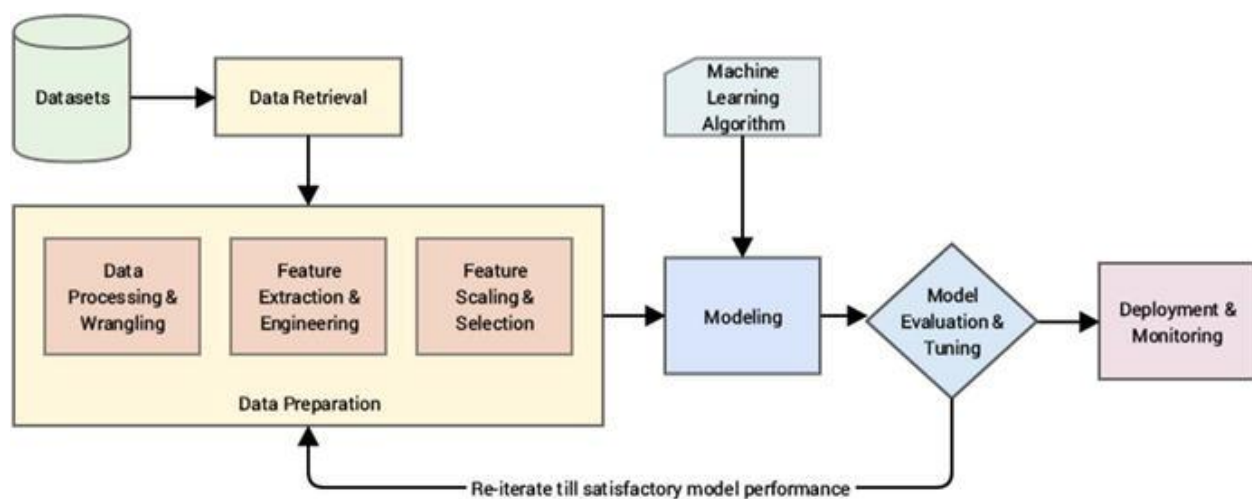 Datasets
Data Retrieval
Machine
Learning
Algorithm
Data
Processing &
Wrangling
Feature
Extraction &
Engineering
Feature
Scaling &
Selection
Data Preparation
Modeling
Model
Evaluation &
Tuning
Deployment &
Monitoring
Re-iterate till satisfactory model performance